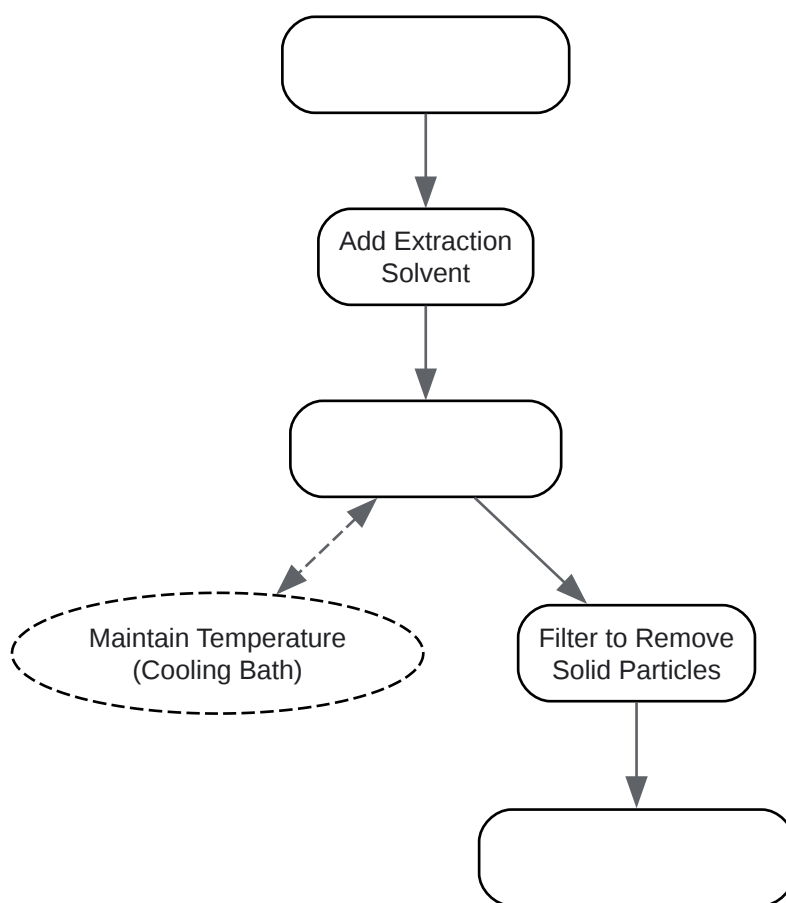 Add Extraction
Solvent
Maintain Temperature
(Cooling Bath)
Filter to Remove
Solid Particles